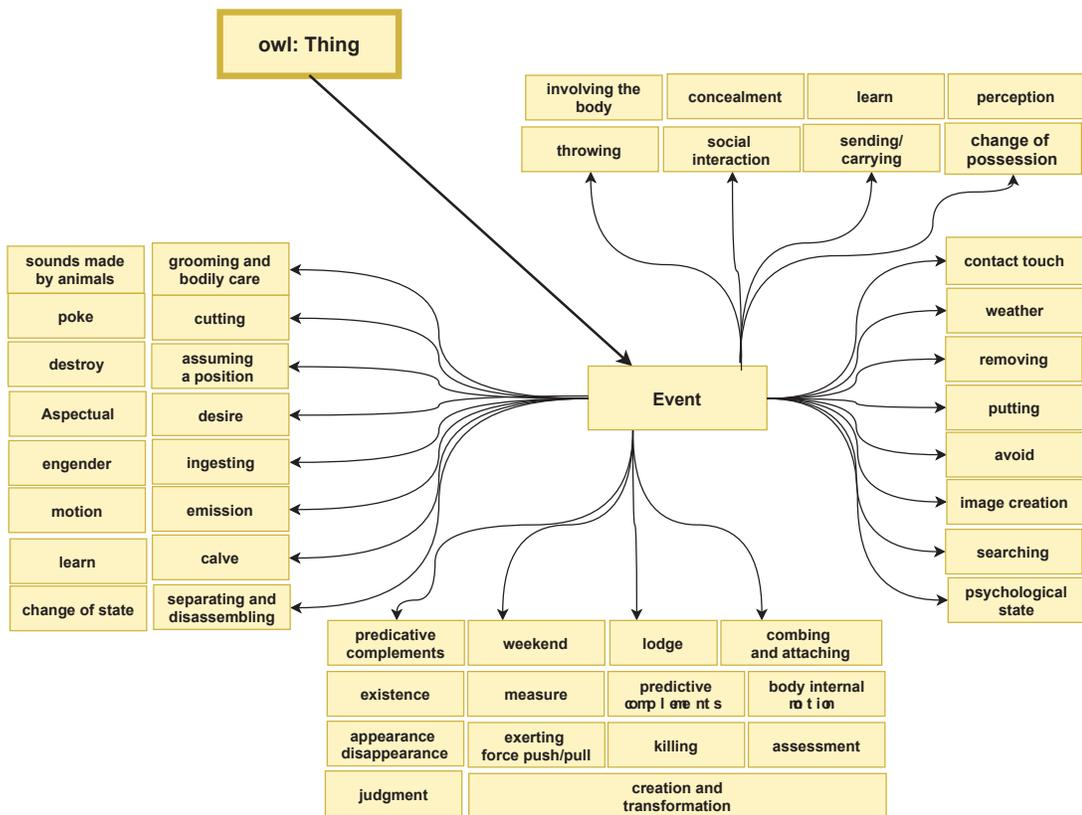 owl: Thing
involving the
body
concealment
learn
perception
throwing
social
interaction
sending/
carrying
change of
possession
sounds made
by animals
grooming and
bodily care
poke
cutting
destroy
assuming
a position
Aspectual
desire
engender
ingesting
motion
emission
learn
calve
change of state
separating and
disassembling
Event
contact touch
weather
removing
putting
avoid
image creation
searching
psychological
state
predicative
complements
weekend
lodge
combing
and attaching
existence
measure
predictive
complements
body internal
motion
appearance
disappearance
exerting
force push/pull
killing
assessment
judgment
creation and
transformation